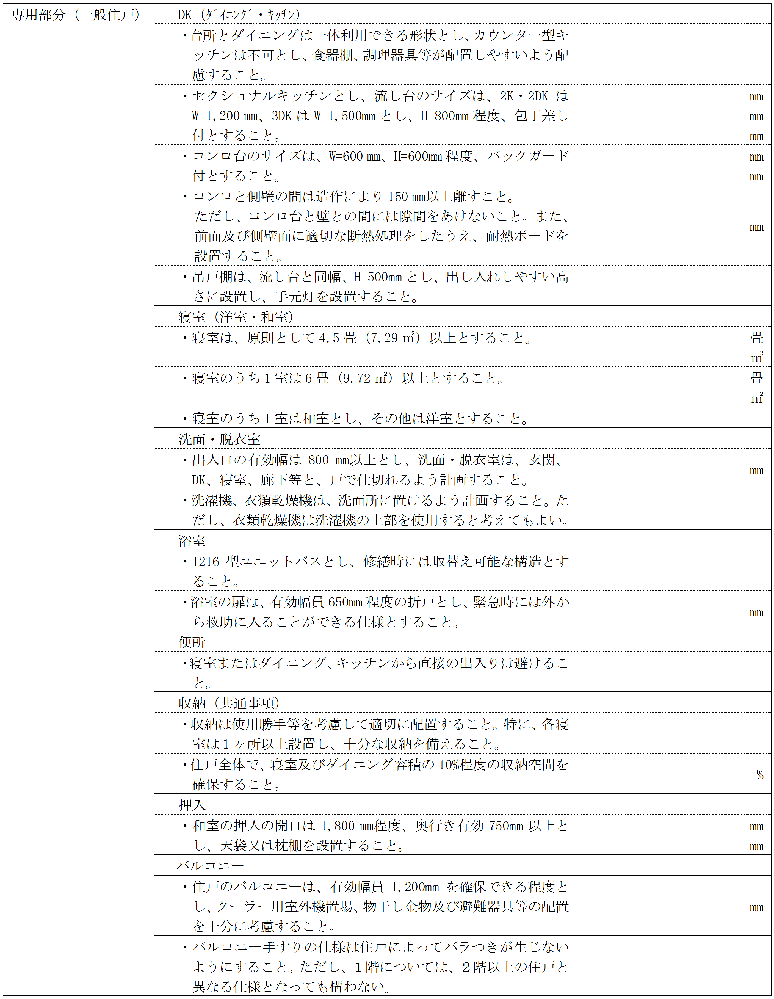 専用部分（一般住戸）
DK（ﾀﾞｲﾆﾝｸﾞ・ｷｯﾁﾝ）
・台所とダイニングは一体利用できる形状とし、カウンター型キ
ッチンは不可とし、食器棚、調理器具等が配置しやすいよう配
慮すること。
・セクショナルキッチンとし、流し台のサイズは、2K・2DK は
W=1,200 ㎜、3DK は W=1,500mm とし、H=800mm 程度、包丁差し
付とすること。
㎜
㎜
㎜
・コンロ台のサイズは、W=600 ㎜、H=600mm 程度、バックガード
付とすること。
㎜
㎜
・コンロと側壁の間は造作により 150 ㎜以上離すこと。
ただし、コンロ台と壁との間には隙間をあけないこと。また、
前面及び側壁面に適切な断熱処理をしたうえ、耐熱ボードを
設置すること。
㎜
・吊戸棚は、流し台と同幅、H=500mm とし、出し入れしやすい高
さに設置し、手元灯を設置すること。
寝室（洋室・和室）
・寝室は、原則として 4.5 畳（7.29 ㎡）以上とすること。
畳
㎡
・寝室のうち 1 室は 6 畳（9.72 ㎡）以上とすること。
畳
㎡
・寝室のうち 1 室は和室とし、その他は洋室とすること。
洗面・脱衣室
・出入口の有効幅は 800 ㎜以上とし、洗面・脱衣室は、玄関、
DK、寝室、廊下等と、戸で仕切れるよう計画すること。
㎜
・洗濯機、衣類乾燥機は、洗面所に置けるよう計画すること。た
だし、衣類乾燥機は洗濯機の上部を使用すると考えてもよい。
浴室
・1216 型ユニットバスとし、修繕時には取替え可能な構造とす
ること。
・浴室の扉は、有効幅員 650mm 程度の折戸とし、緊急時には外か
ら救助に入ることができる仕様とすること。
㎜
便所
・寝室またはダイニング、キッチンから直接の出入りは避けるこ
と。
収納（共通事項）
・収納は使用勝手等を考慮して適切に配置すること。特に、各寝
室は 1 ヶ所以上設置し、十分な収納を備えること。
・住戸全体で、寝室及びダイニング容積の 10%程度の収納空間を
確保すること。
%
押入
・和室の押入の開口は 1,800 ㎜程度、奥行き有効 750mm 以上と
し、天袋又は枕棚を設置すること。
㎜
㎜
バルコニー
・住戸のバルコニーは、有効幅員 1,200mm を確保できる程度と
し、クーラー用室外機置場、物干し金物及び避難器具等の配置
を十分に考慮すること。
㎜
・バルコニー手すりの仕様は住戸によってバラつきが生じない
ようにすること。ただし、１階については、２階以上の住戸と
異なる仕様となっても構わない。